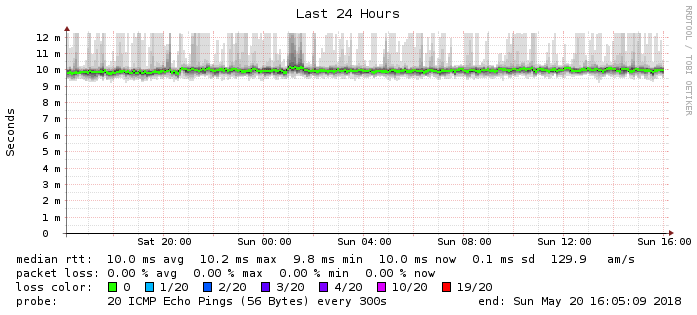 Last 24 Hours
RRDTOOL / TOBI OETIKER
Seconds
12 m
11 m
10 m
9 m
8 m
7 m
6 m
5 m
4 m
3 m
2 m
1 m
0
Sat 20:00 Sun 00:00 Sun 04:00 Sun 08:00 Sun 12:00 Sun 16:00
median rtt: 10.0 ms avg 10.2 ms max 9.8 ms min 10.0 ms now 0.1 ms sd 129.9 am/s
packet loss: 0.00 % avg 0.00 % max 0.00 % min 0.00 % now
loss color: 0 1/20 2/20 3/20 4/20 10/20 19/20
probe: 20 ICMP Echo Pings (56 Bytes) every 300s end: Sun May 20 16:05:09 2018